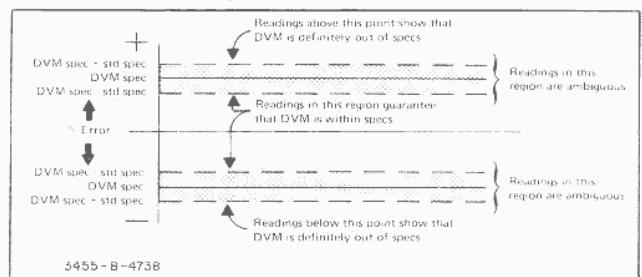 Readings above this point show that
DVM is definitely out of specs
+
DVM spec - std spec
DVM spec
DVM spec - std spec
Readings in this
region are ambiguous
Readings in this region guarantee
that DVM is within specs
% Error
DVM spec - std spec
DVM spec
DVM spec - std spec
Readings in this
region are ambiguous
—
Readings below this point show that
DVM is definitely out of specs
3455-B-4738